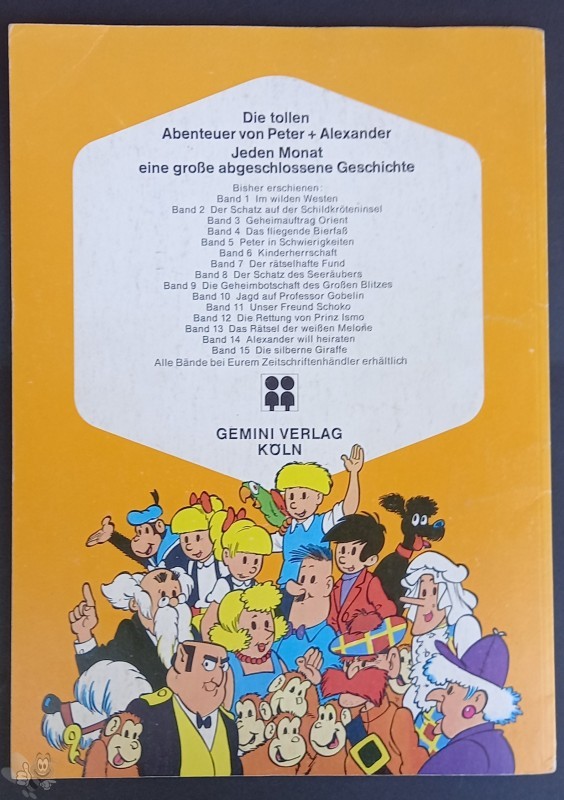 Die tollen
Abenteuer von Peter + Alexander
Jeden Monat
eine große abgeschlossene Geschichte
Bisher erschienen:
Band 1 Im wilden Westen
Band 2 Der Schatz auf der Schildkröteninsel
Band 3 Geheimauftrag Orient
Band 4 Das fliegende Bierfaß
Band 5 Peter in Schwierigkeiten
Band 6 Kinderherrschaft
Band 7 Der rätselhafte Fund
Band 8 Der Schatz des Seeräubers
Band 9 Die Geheimbotschaft des Großen Blitzes
Band 10 Jagd auf Professor Gobelin
Band 11 Unser Freund Schoko
Band 12 Die Rettung von Prinz Ismo
Band 13 Das Rätsel der weißen Melone
Band 14 Alexander will heiraten
Band 15 Die silberne Giraffe
Alle Bände bei Eurem Zeitschriftenhändler erhältlich
GEMINI VERLAG
KÖLN